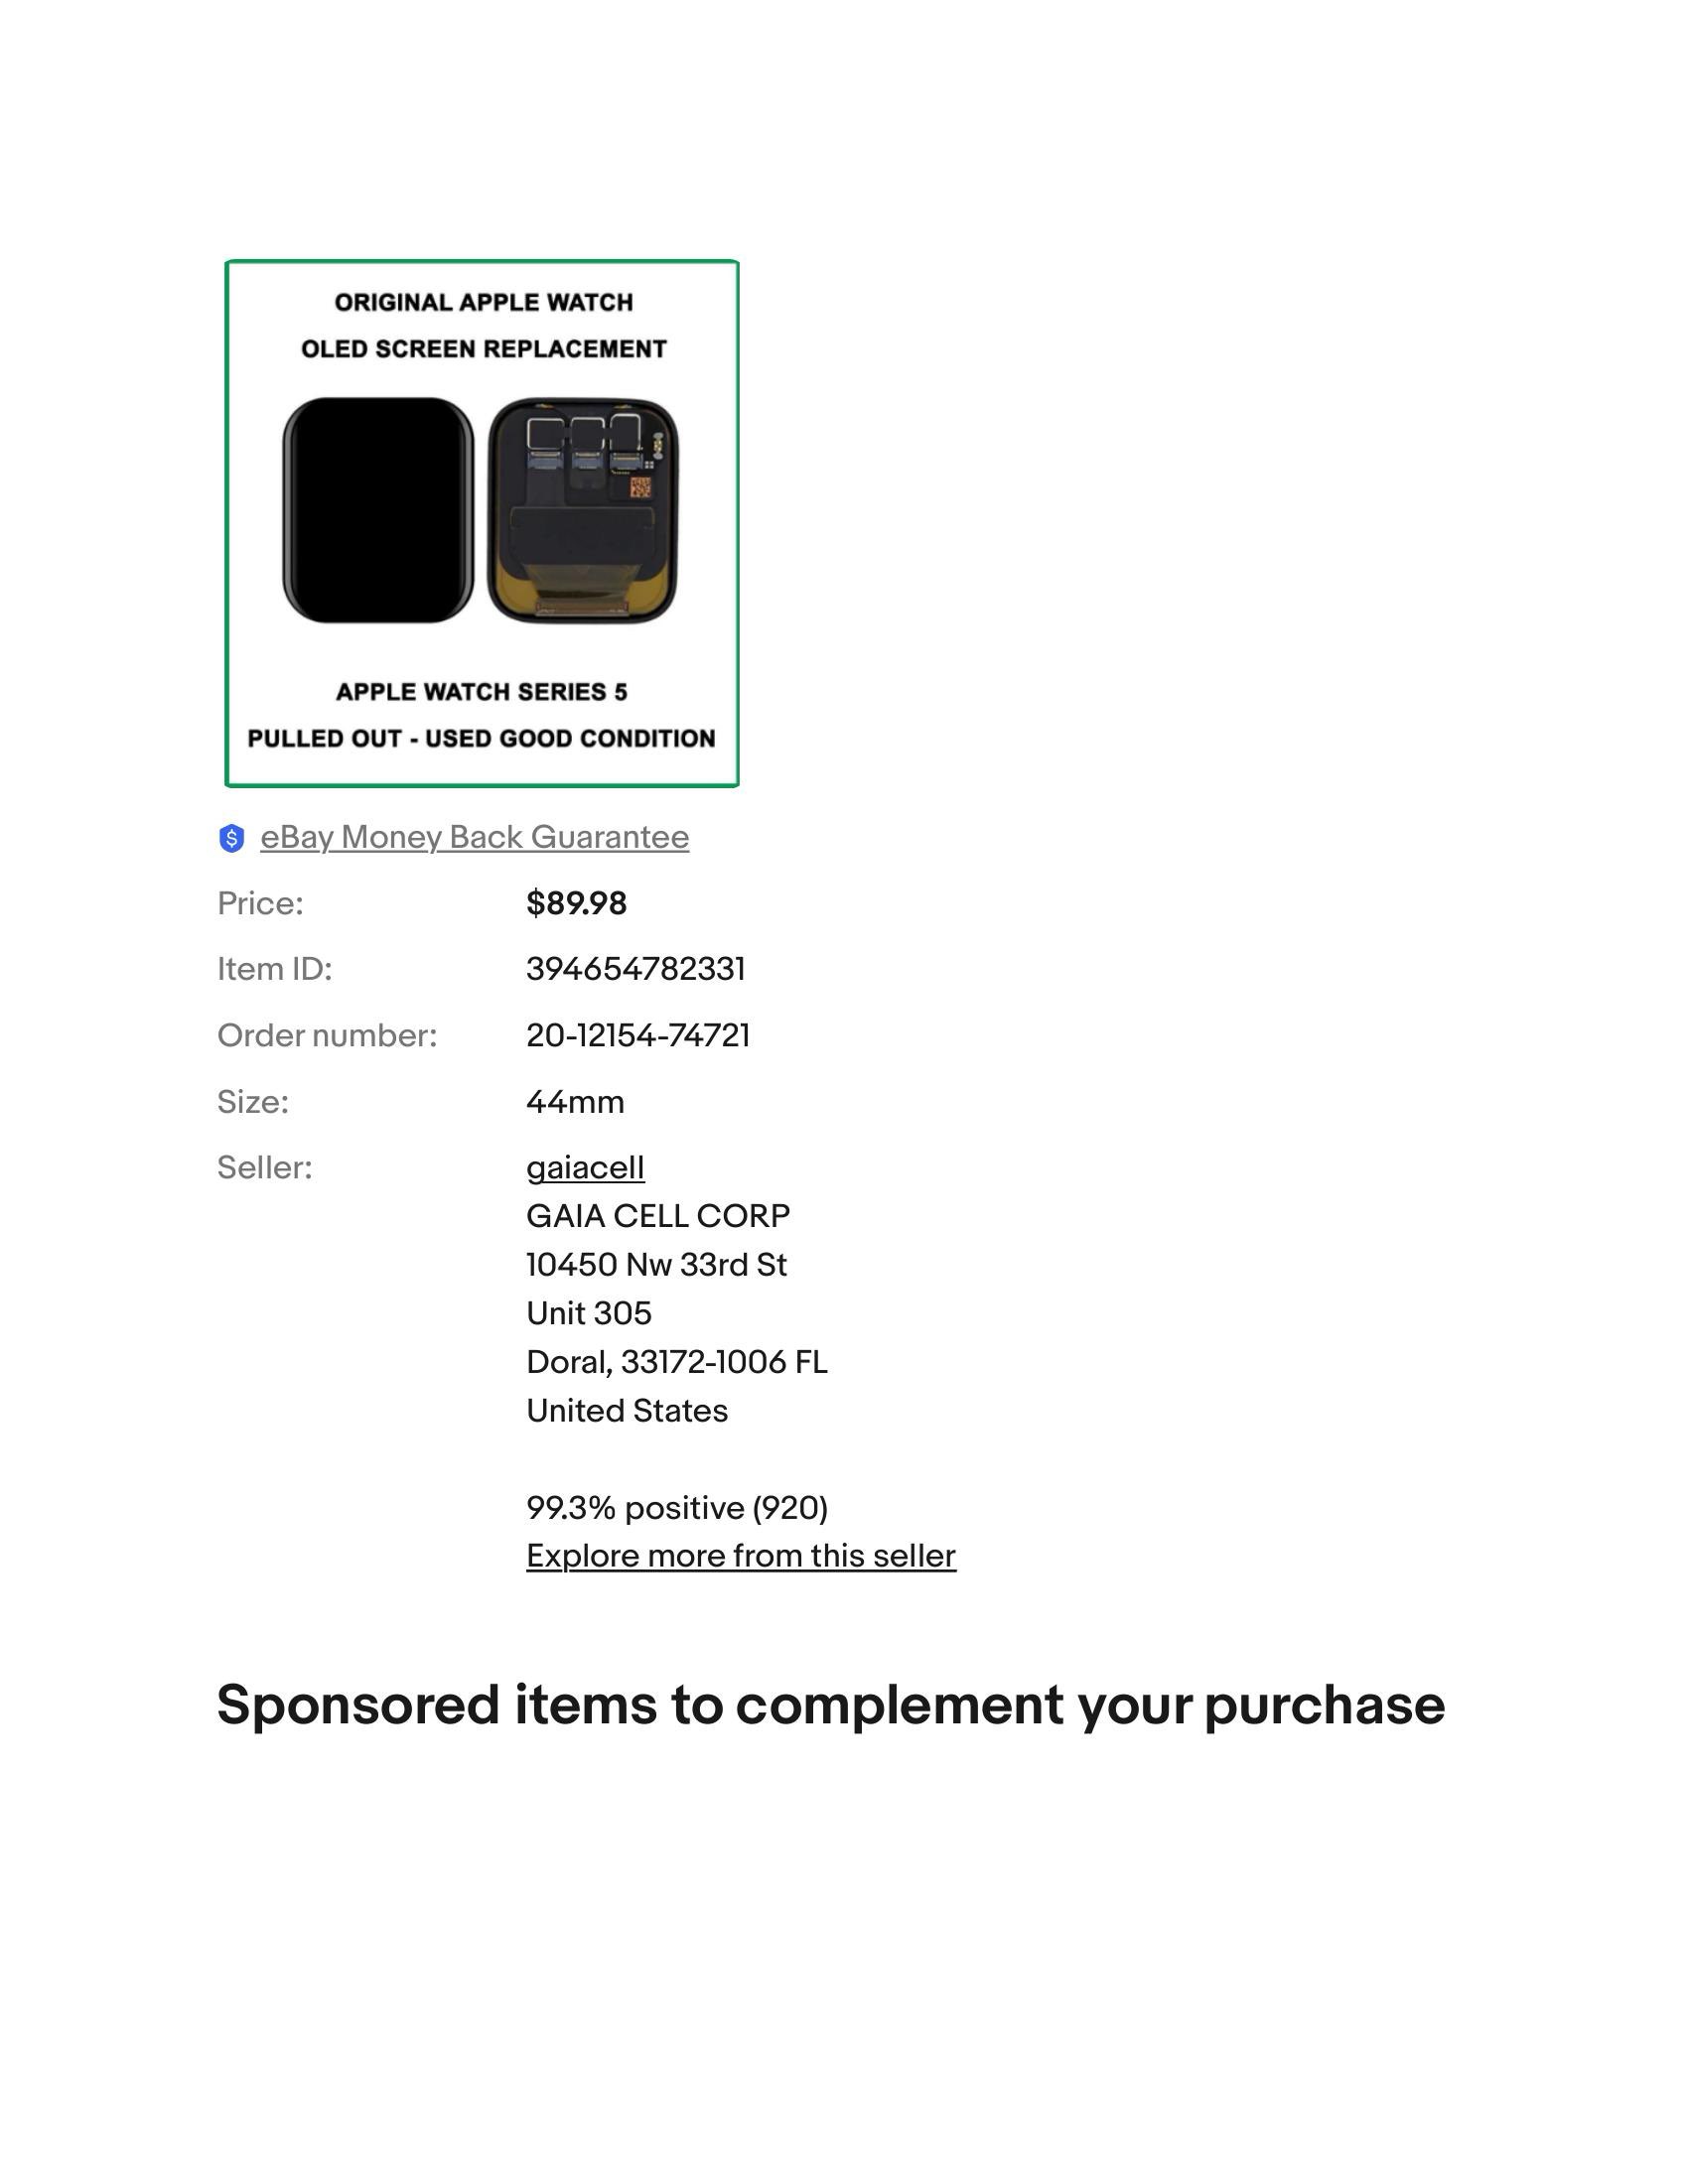 ORIGINAL APPLE WATCH
OLED SCREEN REPLACEMENT
APPLE WATCH SERIES 5
PULLED OUT - USED GOOD CONDITION
eBay Money Back Guarantee
Price: $89.98
Item ID: 394654782331
Order number: 20-12154-74721
Size: 44mm
Seller: gaiacell
GAIA CELL CORP
10450 Nw 33rd St
Unit 305
Doral, 33172-1006 FL
United States
99.3% positive (920)
Explore more from this seller
Sponsored items to complement your purchase